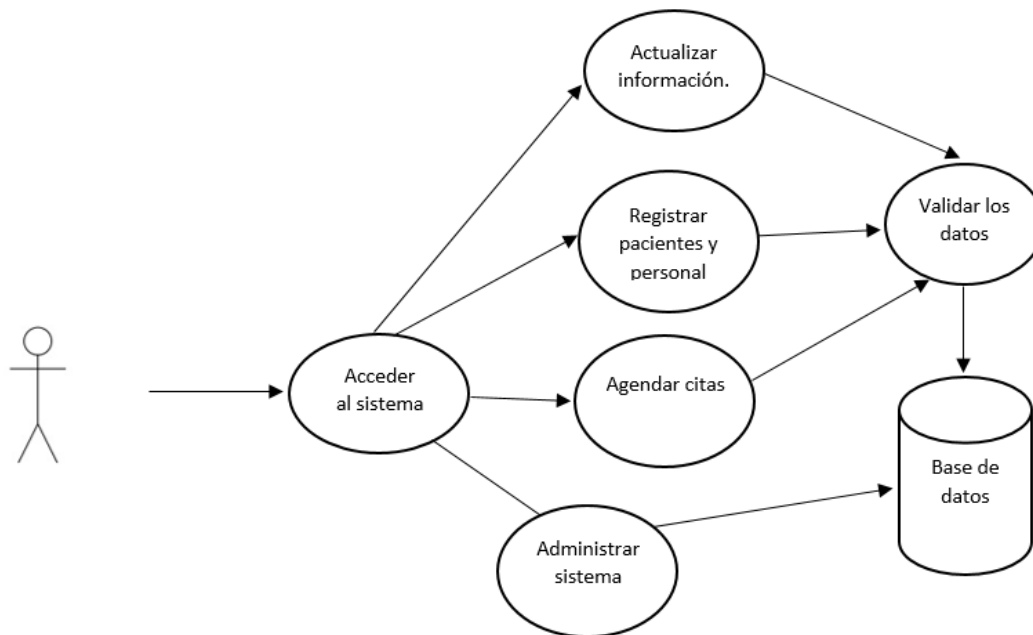 Actualizar
información.
Registrar
pacientes y
personal
Validar los
datos
Acceder
al sistema
Agendar citas
Base de
datos
Administrar
sistema